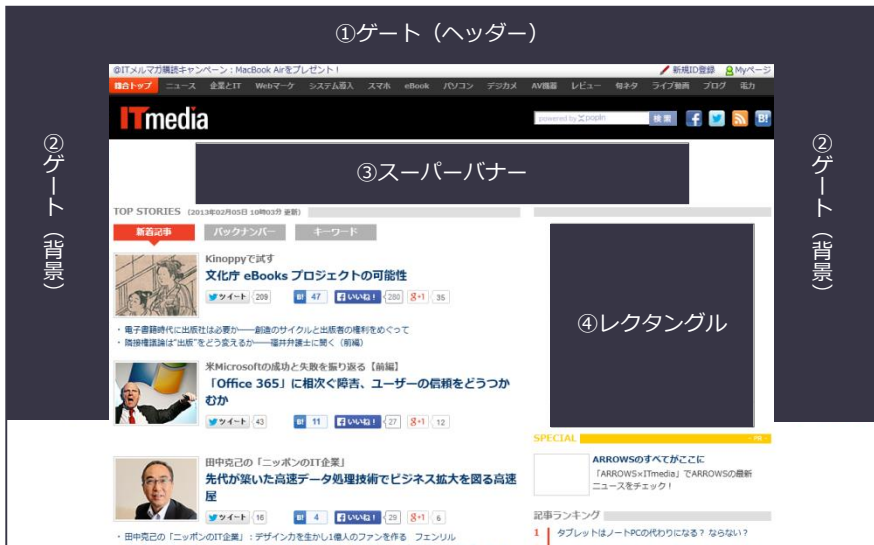 ①ゲート（ヘッダー）
@ITメルマガ購読キャンペーン：MacBook Airをプレゼント！
新規ID登録 Myページ
総合トップ ニュース 企業とIT Webマーケ システム導入 スマホ eBook パソコン デジカメ AV機器 レビュー 旬ネタ ライブ動画 ブログ 電力
ITmedia
powered by popIn 検索
②ゲート（背景）
③スーパーバナー
②ゲート（背景）
TOP STORIES (2013年02月05日 10時03分 更新)
新着記事 バックナンバー キーワード
Kinoppyで試す
文化庁 eBooks プロジェクトの可能性
ツイート 209 B! 47 いいね！ 280 g+1 35
・電子書籍時代に出版社は必要か――創造のサイクルと出版者の権利をめぐって
・隣接権議論は“出版”をどう変えるか――福井弁護士に聞く（前編）
米Microsoftの成功と失敗を振り返る【前編】
「Office 365」に相次ぐ障害、ユーザーの信頼をどうつか
むか
ツイート 43 B! 11 いいね！ 27 g+1 12
田中克己の「ニッポンのIT企業」
先代が築いた高速データ処理技術でビジネス拡大を図る高速
屋
ツイート 16 B! 4 いいね！ 29 g+1 6
・田中克己の「ニッポンのIT企業」：デザイン力を生かし1億人のファンを作る フェンリル
④レクタングル
SPECIAL - PR -
ARROWSのすべてがここに
「ARROWS×ITmedia」でARROWSの最新
ニュースをチェック！
記事ランキング
1 タブレットはノートPCの代わりになる？ ならない？